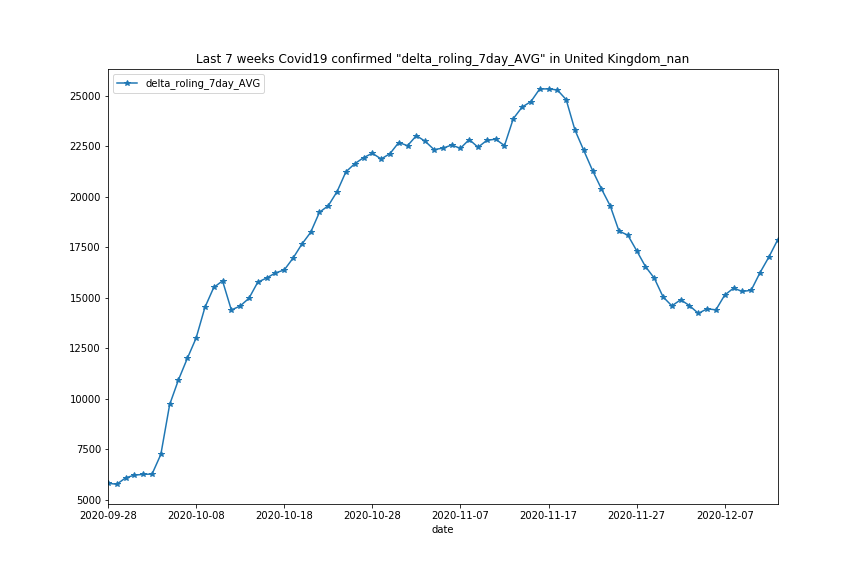 Last 7 weeks Covid19 confirmed "delta_roling_7day_AVG" in United Kingdom_nan
delta_roling_7day_AVG
25000
22500
20000
17500
15000
12500
10000
7500
5000
2020-09-28 2020-10-08 2020-10-18 2020-10-28 2020-11-07 2020-11-17 2020-11-27 2020-12-07
date